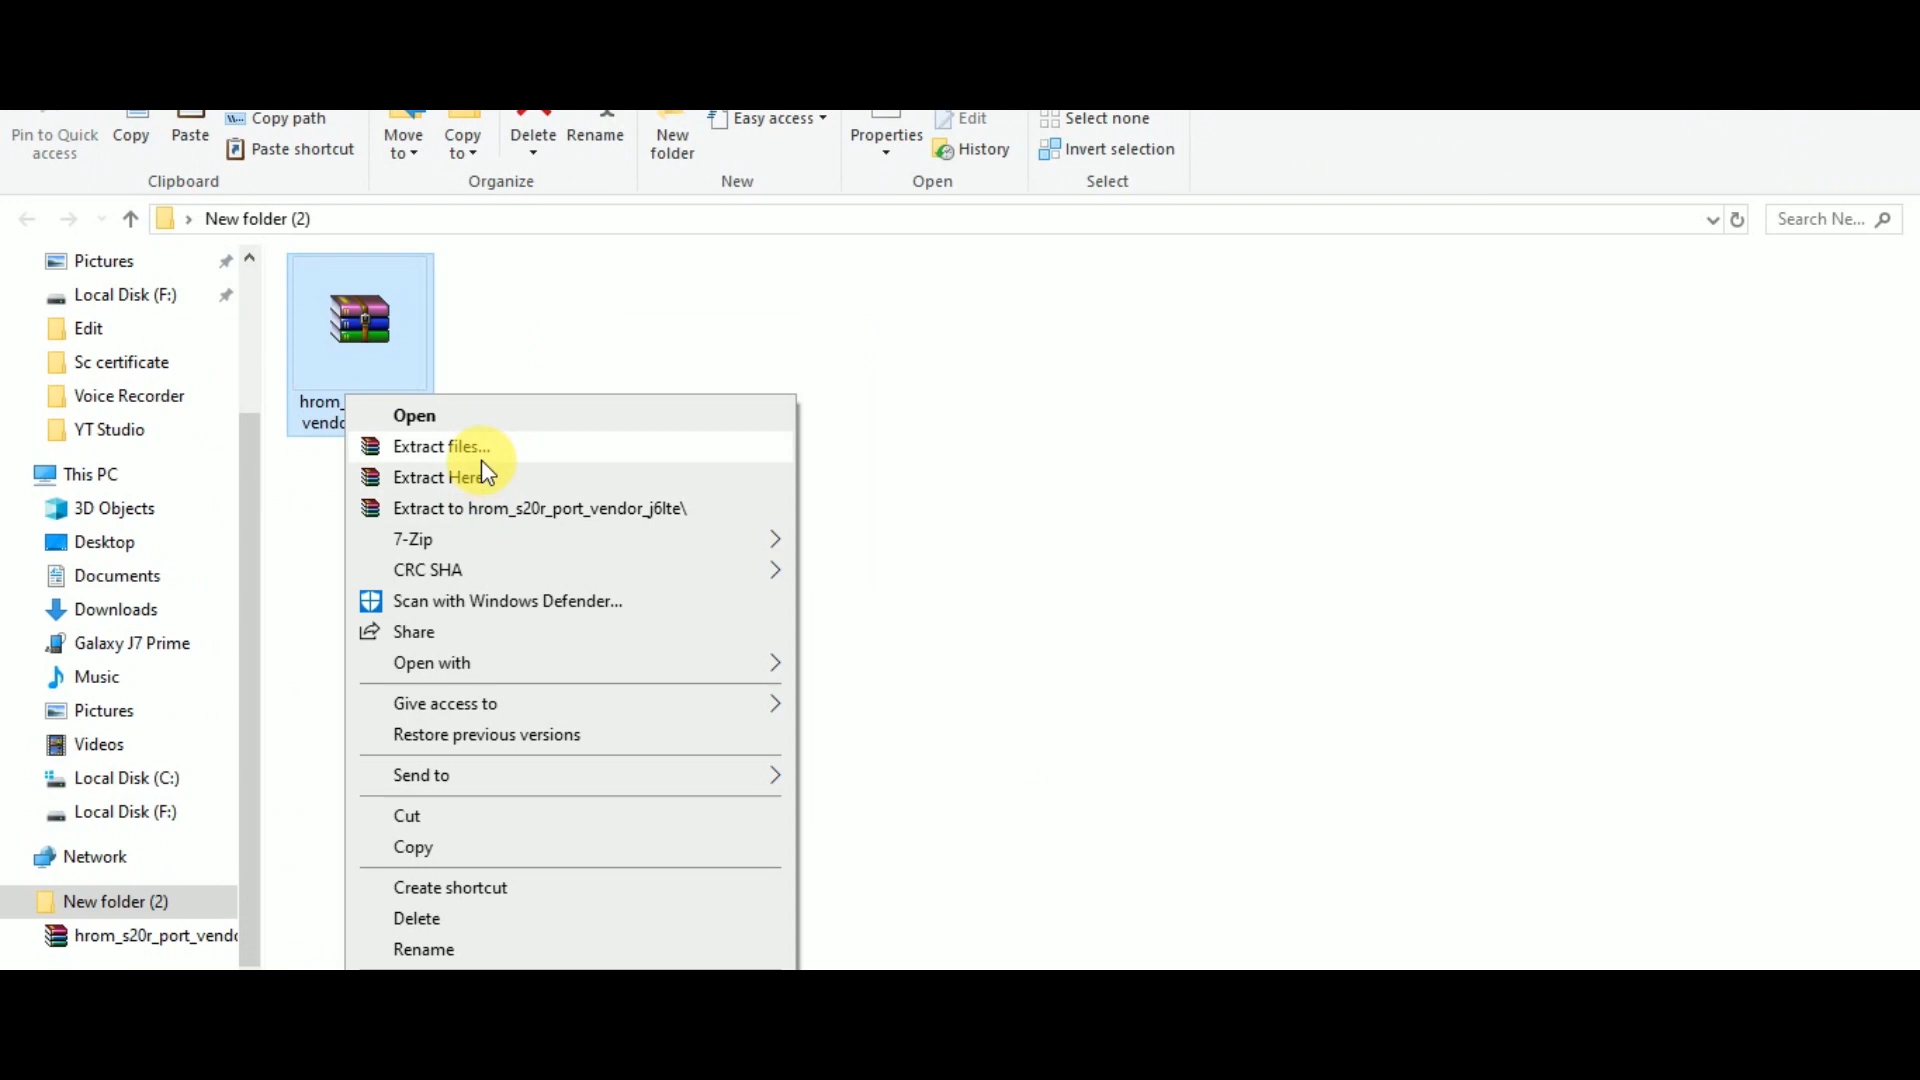 Pin to Quick access
Copy
Paste
Copy path
Paste shortcut
Clipboard
Move to
Copy to
Delete
Rename
Organize
New folder
Easy access
New
Properties
Edit
History
Open
Select none
Invert selection
Select
New folder (2)
Search Ne...
Pictures
Local Disk (F:)
Edit
Sc certificate
Voice Recorder
YT Studio
This PC
3D Objects
Desktop
Documents
Downloads
Galaxy J7 Prime
Music
Pictures
Videos
Local Disk (C:)
Local Disk (F:)
Network
New folder (2)
hrom_s20r_port_vendo
hrom_
vendo
Open
Extract files...
Extract Here
Extract to hrom_s20r_port_vendor_j6lte\
7-Zip
CRC SHA
Scan with Windows Defender...
Share
Open with
Give access to
Restore previous versions
Send to
Cut
Copy
Create shortcut
Delete
Rename